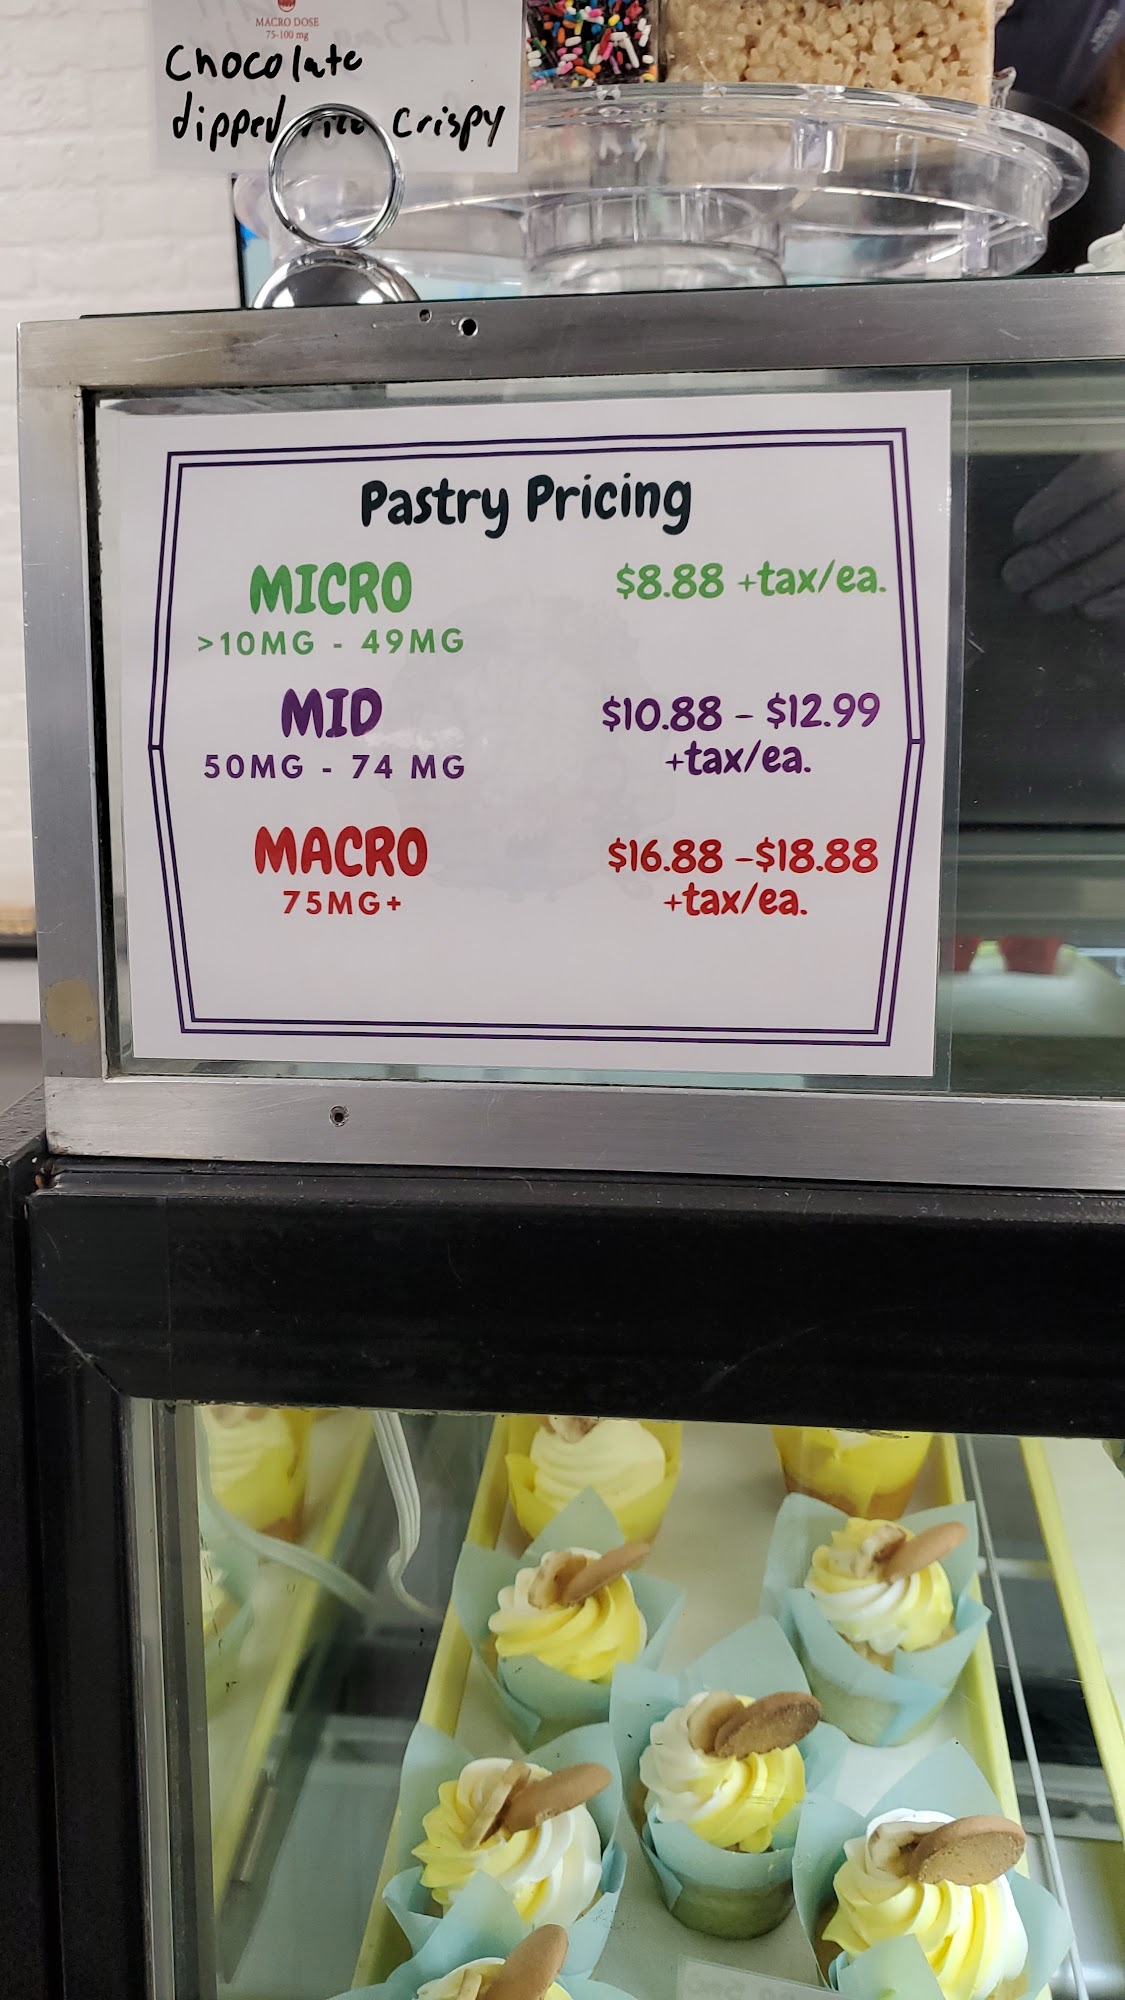 MACRO DOSE
75-100 mg
Chocolate
dipped rice Crispy
Pastry Pricing
MICRO $8.88 +tax/ea.
>10MG - 49MG
MID $10.88 - $12.99
50MG - 74 MG +tax/ea.
MACRO $16.88 -$18.88
75MG+ +tax/ea.